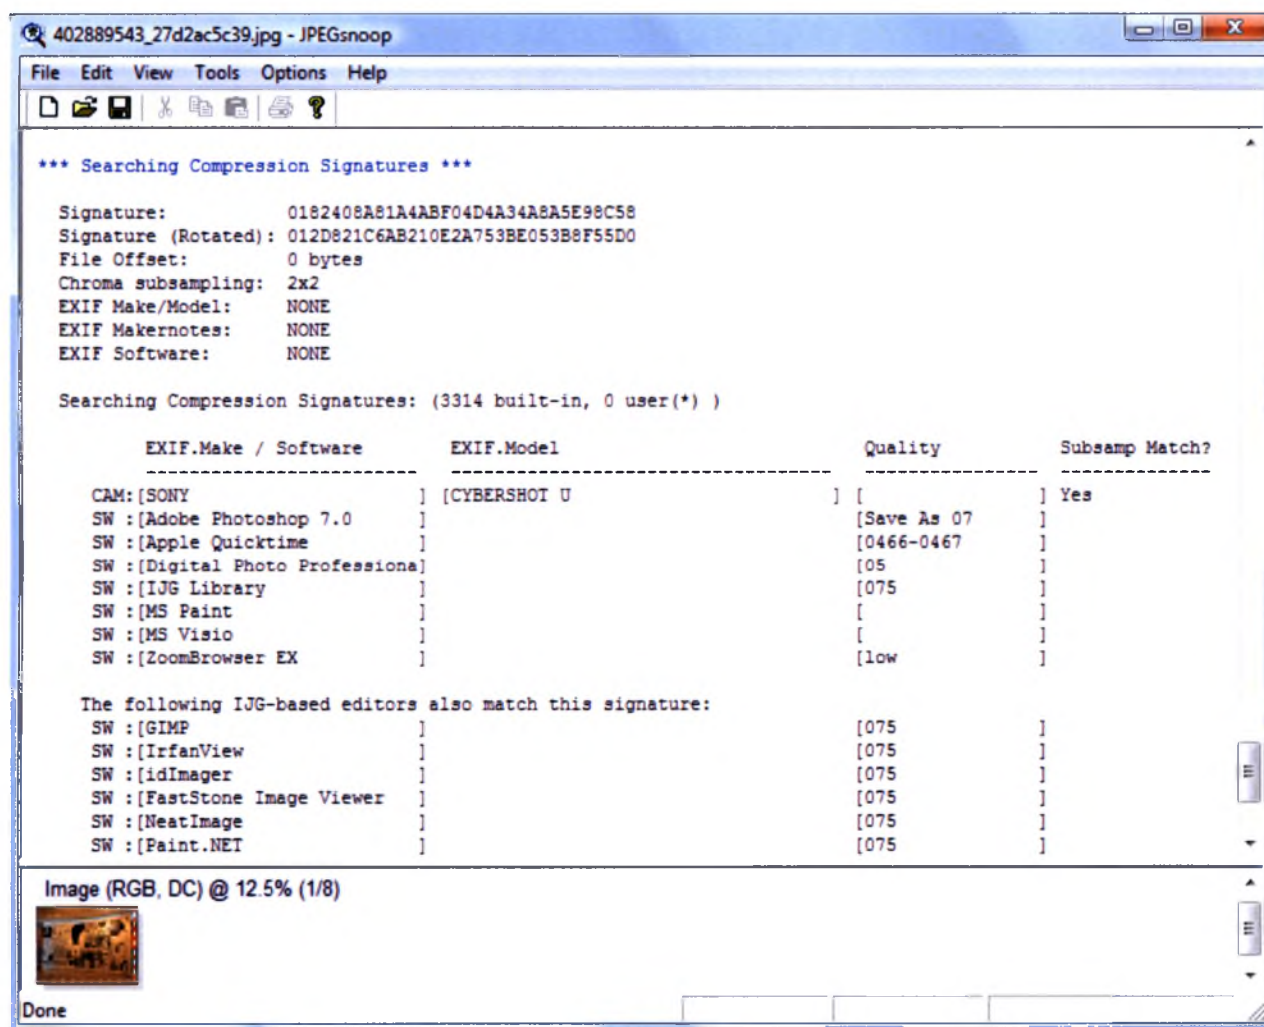 402889543_27d2ac5c39.jpg - JPEGsnoop
File Edit View Tools Options Help
*** Searching Compression Signatures ***
Signature: 0182408A81A4ABF04D4A34A8A5E98C58
Signature (Rotated): 012D821C6AB210E2A753BE053B8F55D0
File Offset: 0 bytes
Chroma subsampling: 2x2
EXIF Make/Model: NONE
EXIF Makernotes: NONE
EXIF Software: NONE
Searching Compression Signatures: (3314 built-in, 0 user(*) )
EXIF.Make / Software EXIF.Model Quality Subsamp Match?
------------------------- ----------------------------------- ---------------- --------------
CAM:[SONY ] [CYBERSHOT U ] [ ] Yes
SW :[Adobe Photoshop 7.0 ] [Save As 07 ]
SW :[Apple Quicktime ] [0466-0467 ]
SW :[Digital Photo Professiona] [05 ]
SW :[IJG Library ] [075 ]
SW :[MS Paint ] [ ]
SW :[MS Visio ] [ ]
SW :[ZoomBrowser EX ] [low ]
The following IJG-based editors also match this signature:
SW :[GIMP ] [075 ]
SW :[IrfanView ] [075 ]
SW :[idImager ] [075 ]
SW :[FastStone Image Viewer ] [075 ]
SW :[NeatImage ] [075 ]
SW :[Paint.NET ] [075 ]
Image (RGB, DC) @ 12.5% (1/8)
Done